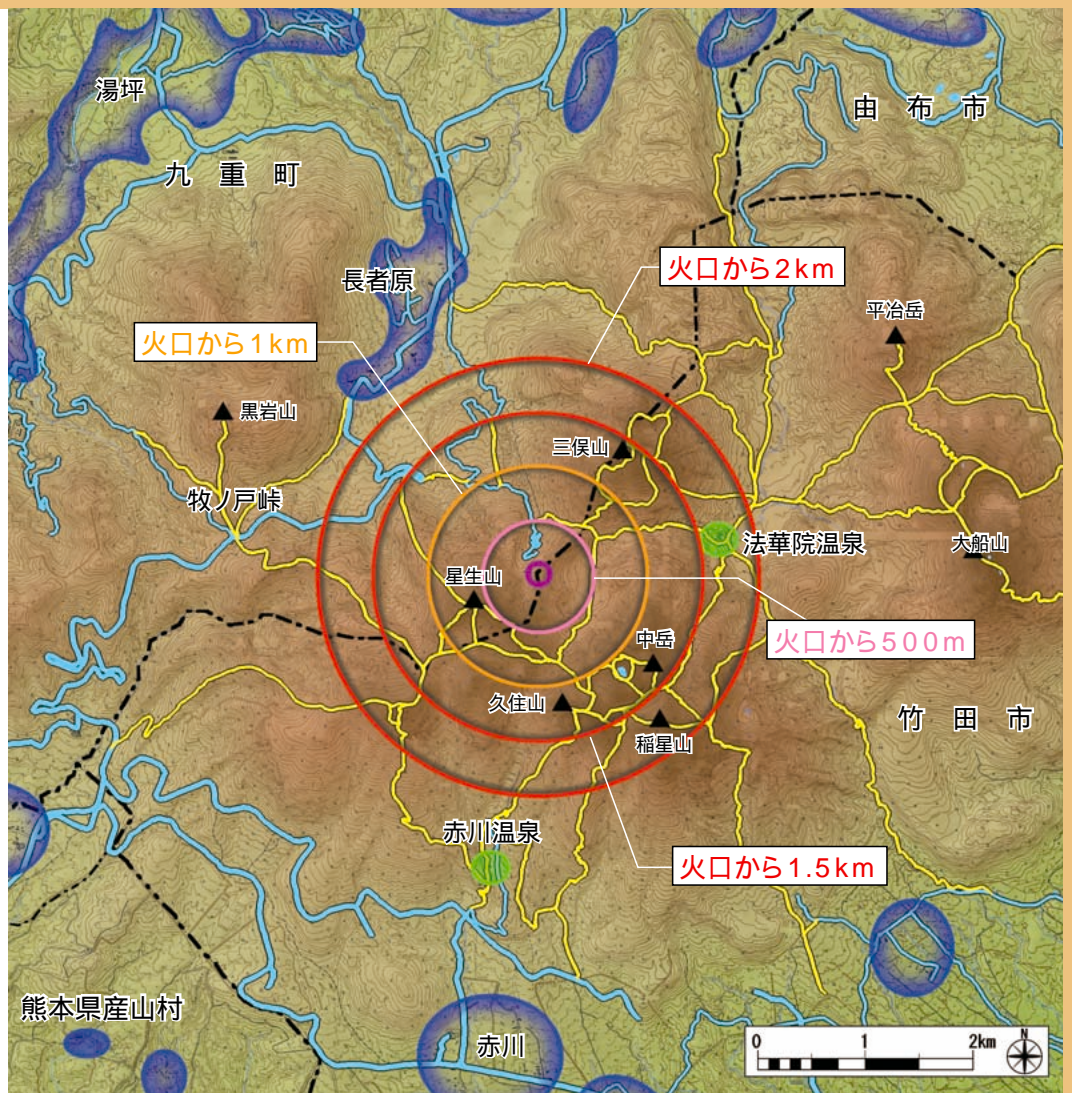 湯坪
由布市
九重町
火口から2km
長者原
平治岳
火口から1km
黒岩山
三俣山
牧ノ戸峠
法華院温泉
大船山
星生山
火口から500m
中岳
久住山
稲星山
竹田市
赤川温泉
火口から1.5km
熊本県産山村
赤川
0 1 2km
N